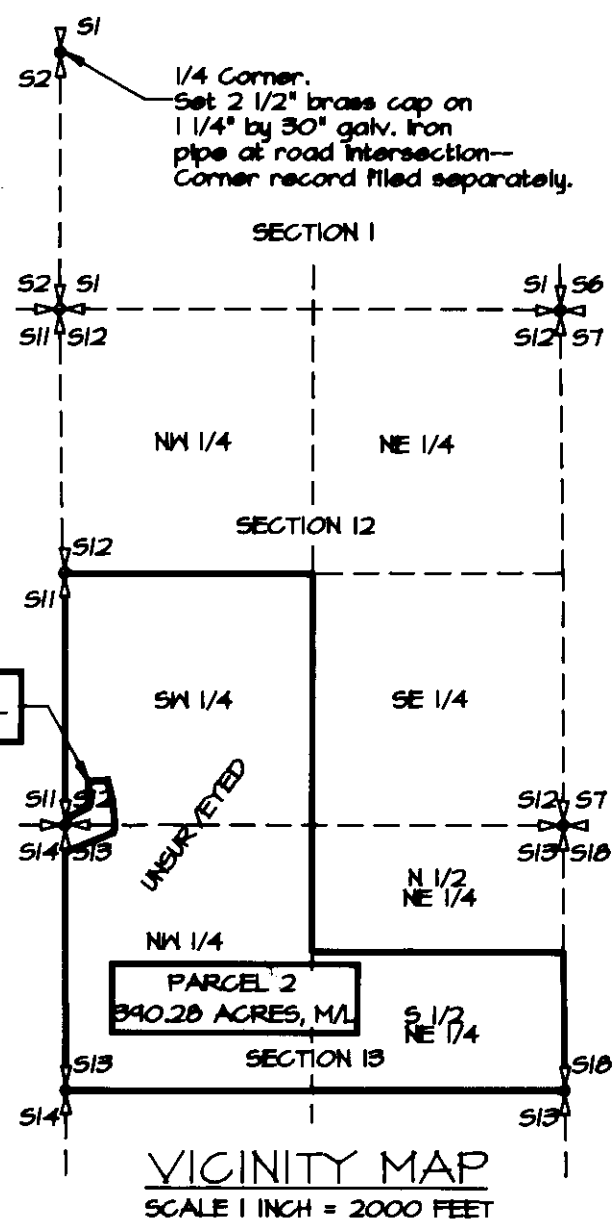 S1
S2
1/4 Corner.
Set 2 1/2" brass cap on
1 1/4" by 30" galv. iron
pipe at road intersection--
Corner record filed separately.
SECTION 1
S2 S1 S1 S6
S11 S12 S12 S7
NW 1/4 NE 1/4
SECTION 12
S12
S11
SW 1/4 SE 1/4
UNSURVEYED
S11 S12 S12 S7
S14 S13 S13 S18
N 1/2
NE 1/4
NW 1/4
PARCEL 2
390.28 ACRES, M/L
S 1/2
NE 1/4
SECTION 13
S13 S18
S14 S13
VICINITY MAP
SCALE 1 INCH = 2000 FEET